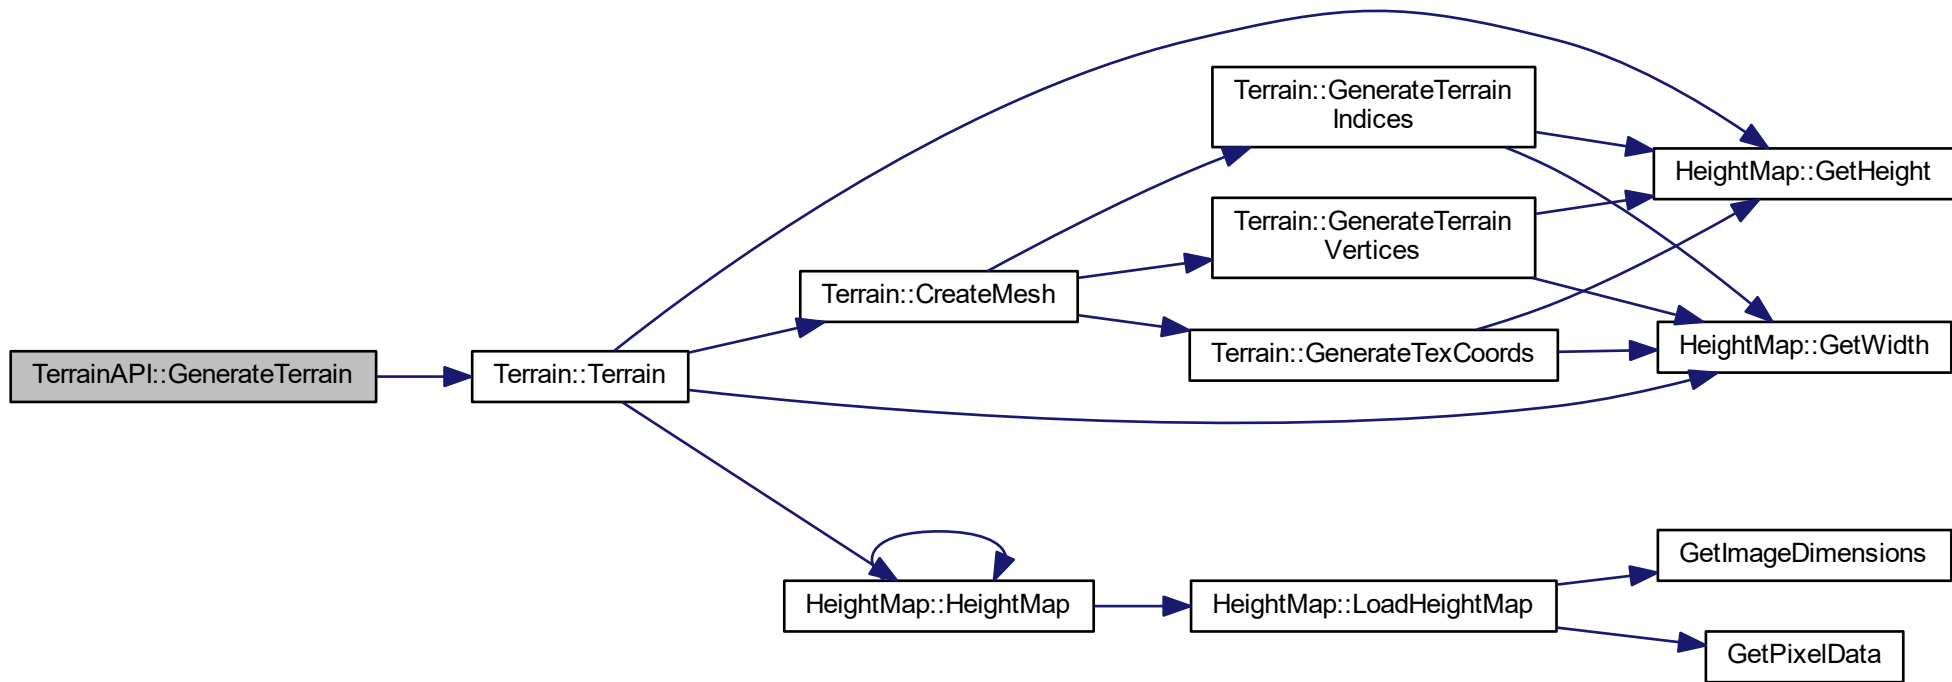 Terrain::GenerateTerrain
Indices
HeightMap::GetHeight
Terrain::GenerateTerrain
Vertices
Terrain::CreateMesh
HeightMap::GetWidth
Terrain::GenerateTexCoords
TerrainAPI::GenerateTerrain
Terrain::Terrain
GetImageDimensions
HeightMap::HeightMap
HeightMap::LoadHeightMap
GetPixelData